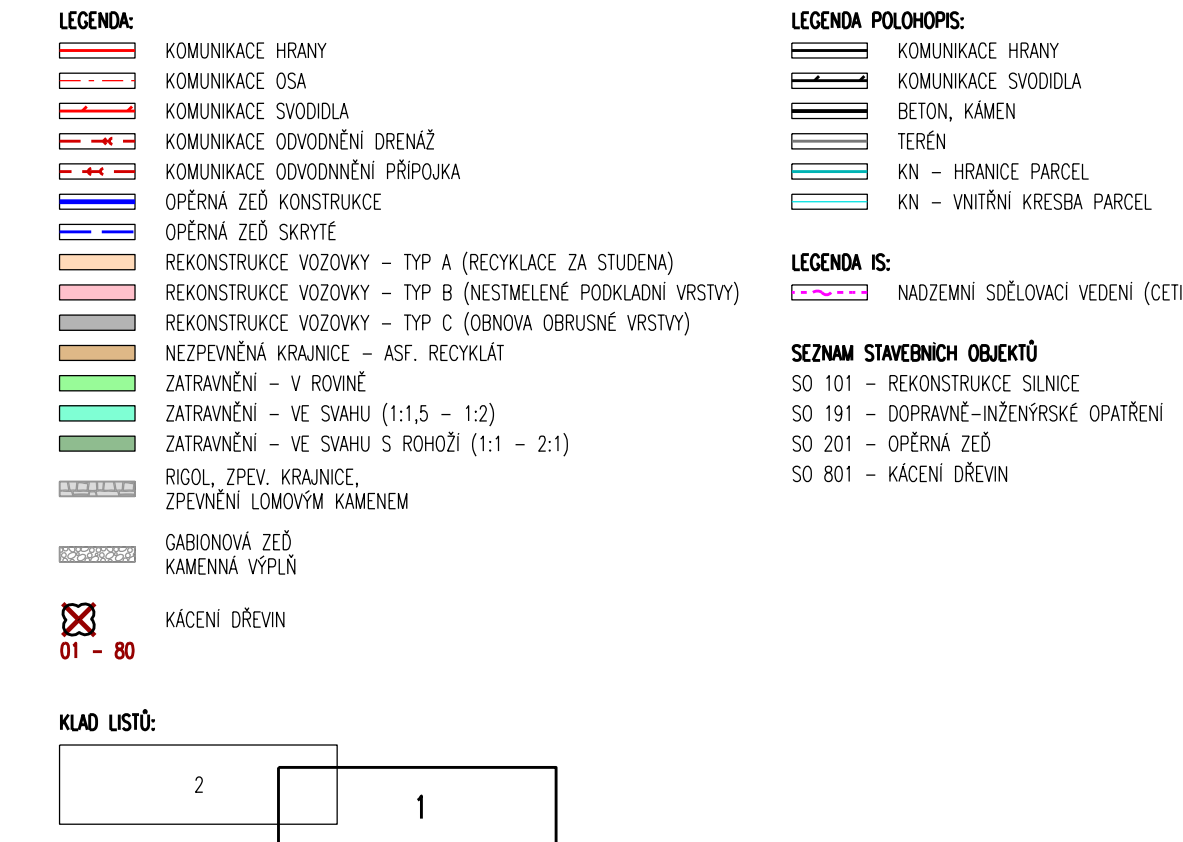 LEGENDA:
KOMUNIKACE HRANY
KOMUNIKACE OSA
KOMUNIKACE SVODIDLA
KOMUNIKACE ODVODNĚNÍ DRENÁŽ
KOMUNIKACE ODVODNNĚNÍ PŘÍPOJKA
OPĚRNÁ ZEĎ KONSTRUKCE
OPĚRNÁ ZEĎ SKRYTÉ
REKONSTRUKCE VOZOVKY – TYP A (RECYKLACE ZA STUDENA)
REKONSTRUKCE VOZOVKY – TYP B (NESTMELENÉ PODKLADNÍ VRSTVY)
REKONSTRUKCE VOZOVKY – TYP C (OBNOVA OBRUSNÉ VRSTVY)
NEZPEVNĚNÁ KRAJNICE – ASF. RECYKLÁT
ZATRAVNĚNÍ – V ROVINĚ
ZATRAVNĚNÍ – VE SVAHU (1:1,5 – 1:2)
ZATRAVNĚNÍ – VE SVAHU S ROHOŽÍ (1:1 – 2:1)
RIGOL, ZPEV. KRAJNICE,
ZPEVNĚNÍ LOMOVÝM KAMENEM
GABIONOVÁ ZEĎ
KAMENNÁ VÝPLŇ
KÁCENÍ DŘEVIN
01 – 80
KLAD LISTŮ:
2
1
LEGENDA POLOHOPIS:
KOMUNIKACE HRANY
KOMUNIKACE SVODIDLA
BETON, KÁMEN
TERÉN
KN – HRANICE PARCEL
KN – VNITŘNÍ KRESBA PARCEL
LEGENDA IS:
NADZEMNÍ SDĚLOVACÍ VEDENÍ (CETI
SEZNAM STAVEBNÍCH OBJEKTŮ
SO 101 – REKONSTRUKCE SILNICE
SO 191 – DOPRAVNĚ-INŽENÝRSKÉ OPATŘENÍ
SO 201 – OPĚRNÁ ZEĎ
SO 801 – KÁCENÍ DŘEVIN